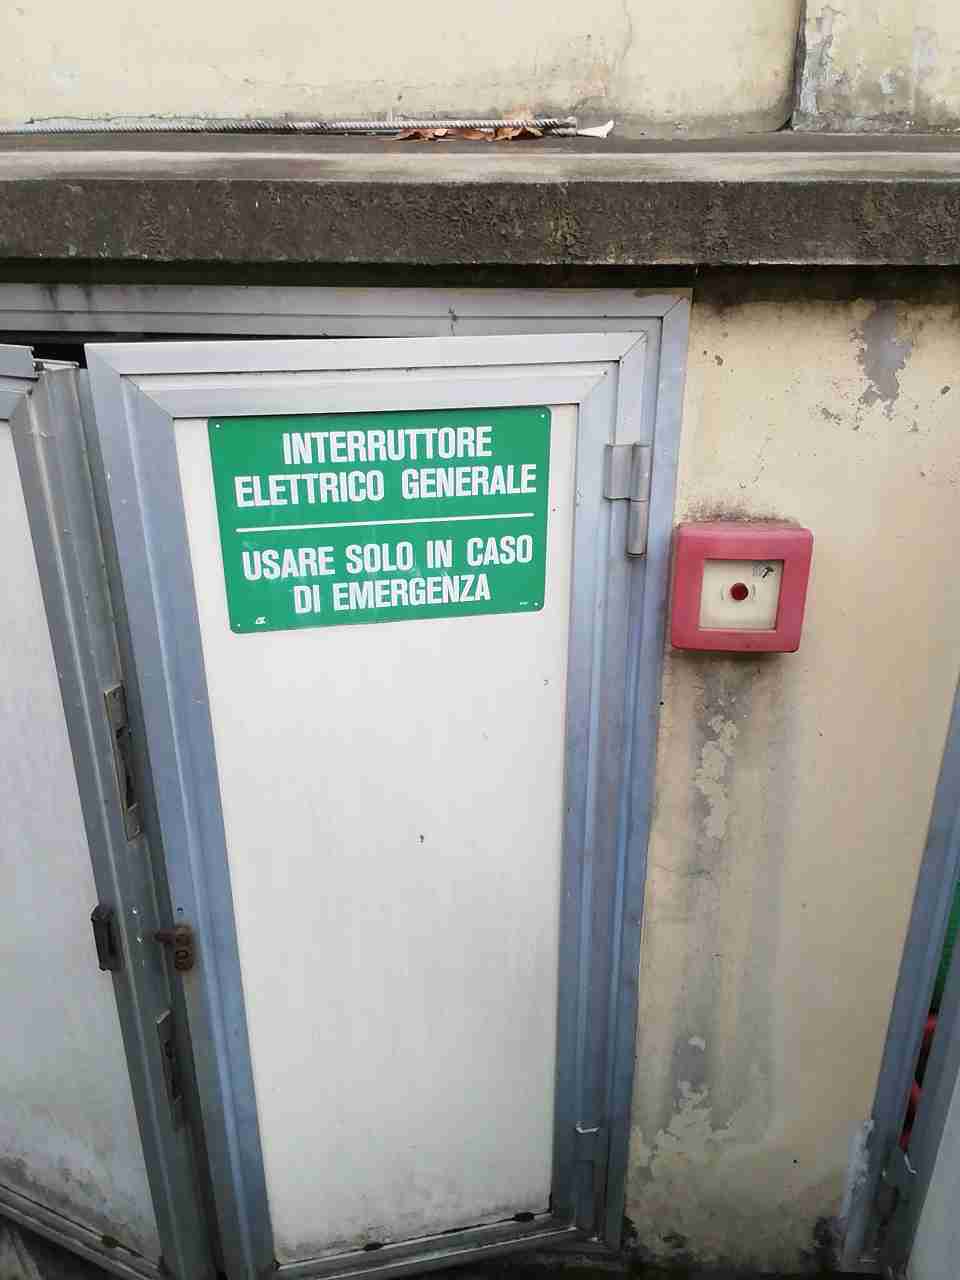 INTERRUTTORE
ELETTRICO GENERALE
USARE SOLO IN CASO
DI EMERGENZA